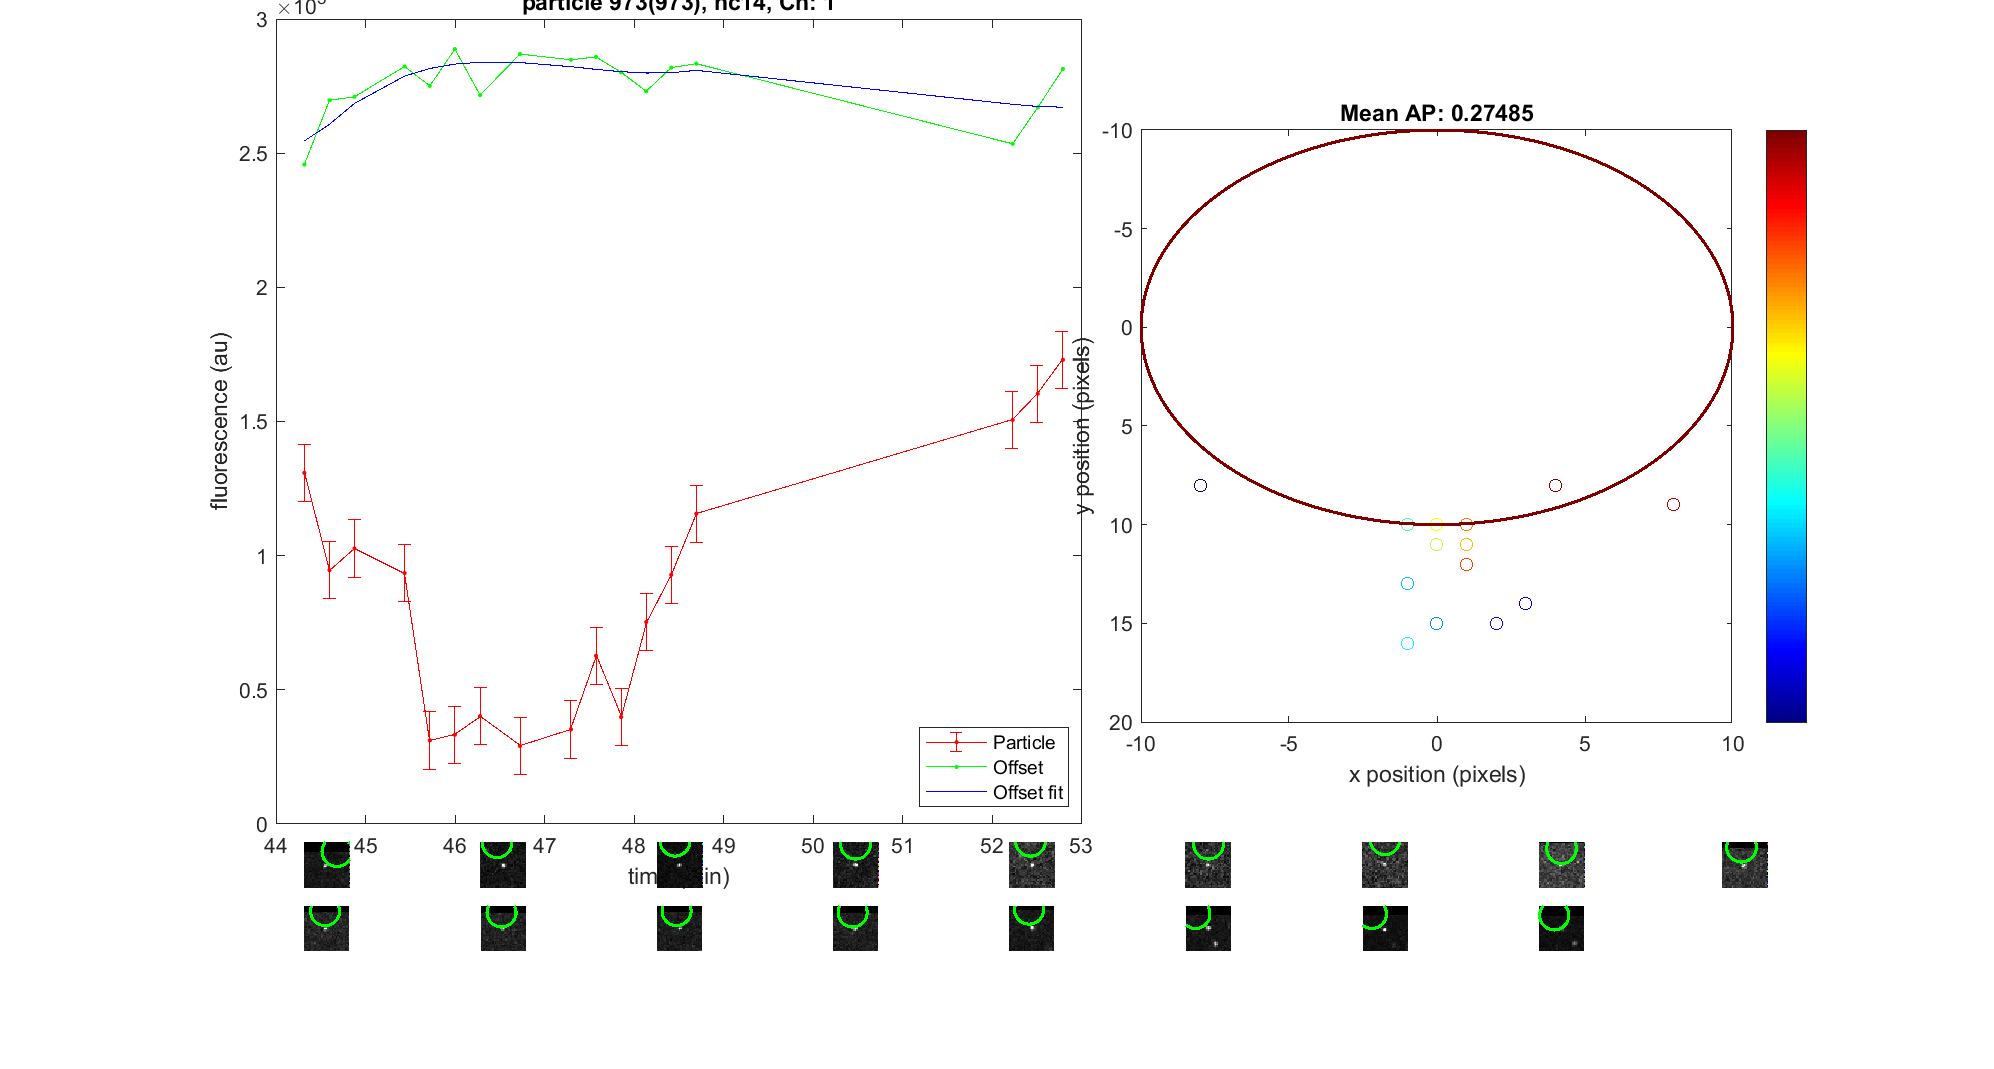 particle 973(973), nc14, Ch: 1
×10
3
2.5
2
1.5
1
0.5
0
fluorescence (au)
44 45 46 47 48 49 50 51 52 53
Particle
Offset
Offset fit
Mean AP: 0.27485
-10
-5
0
5
10
15
20
y position (pixels)
-10 -5 0 5 10
x position (pixels)